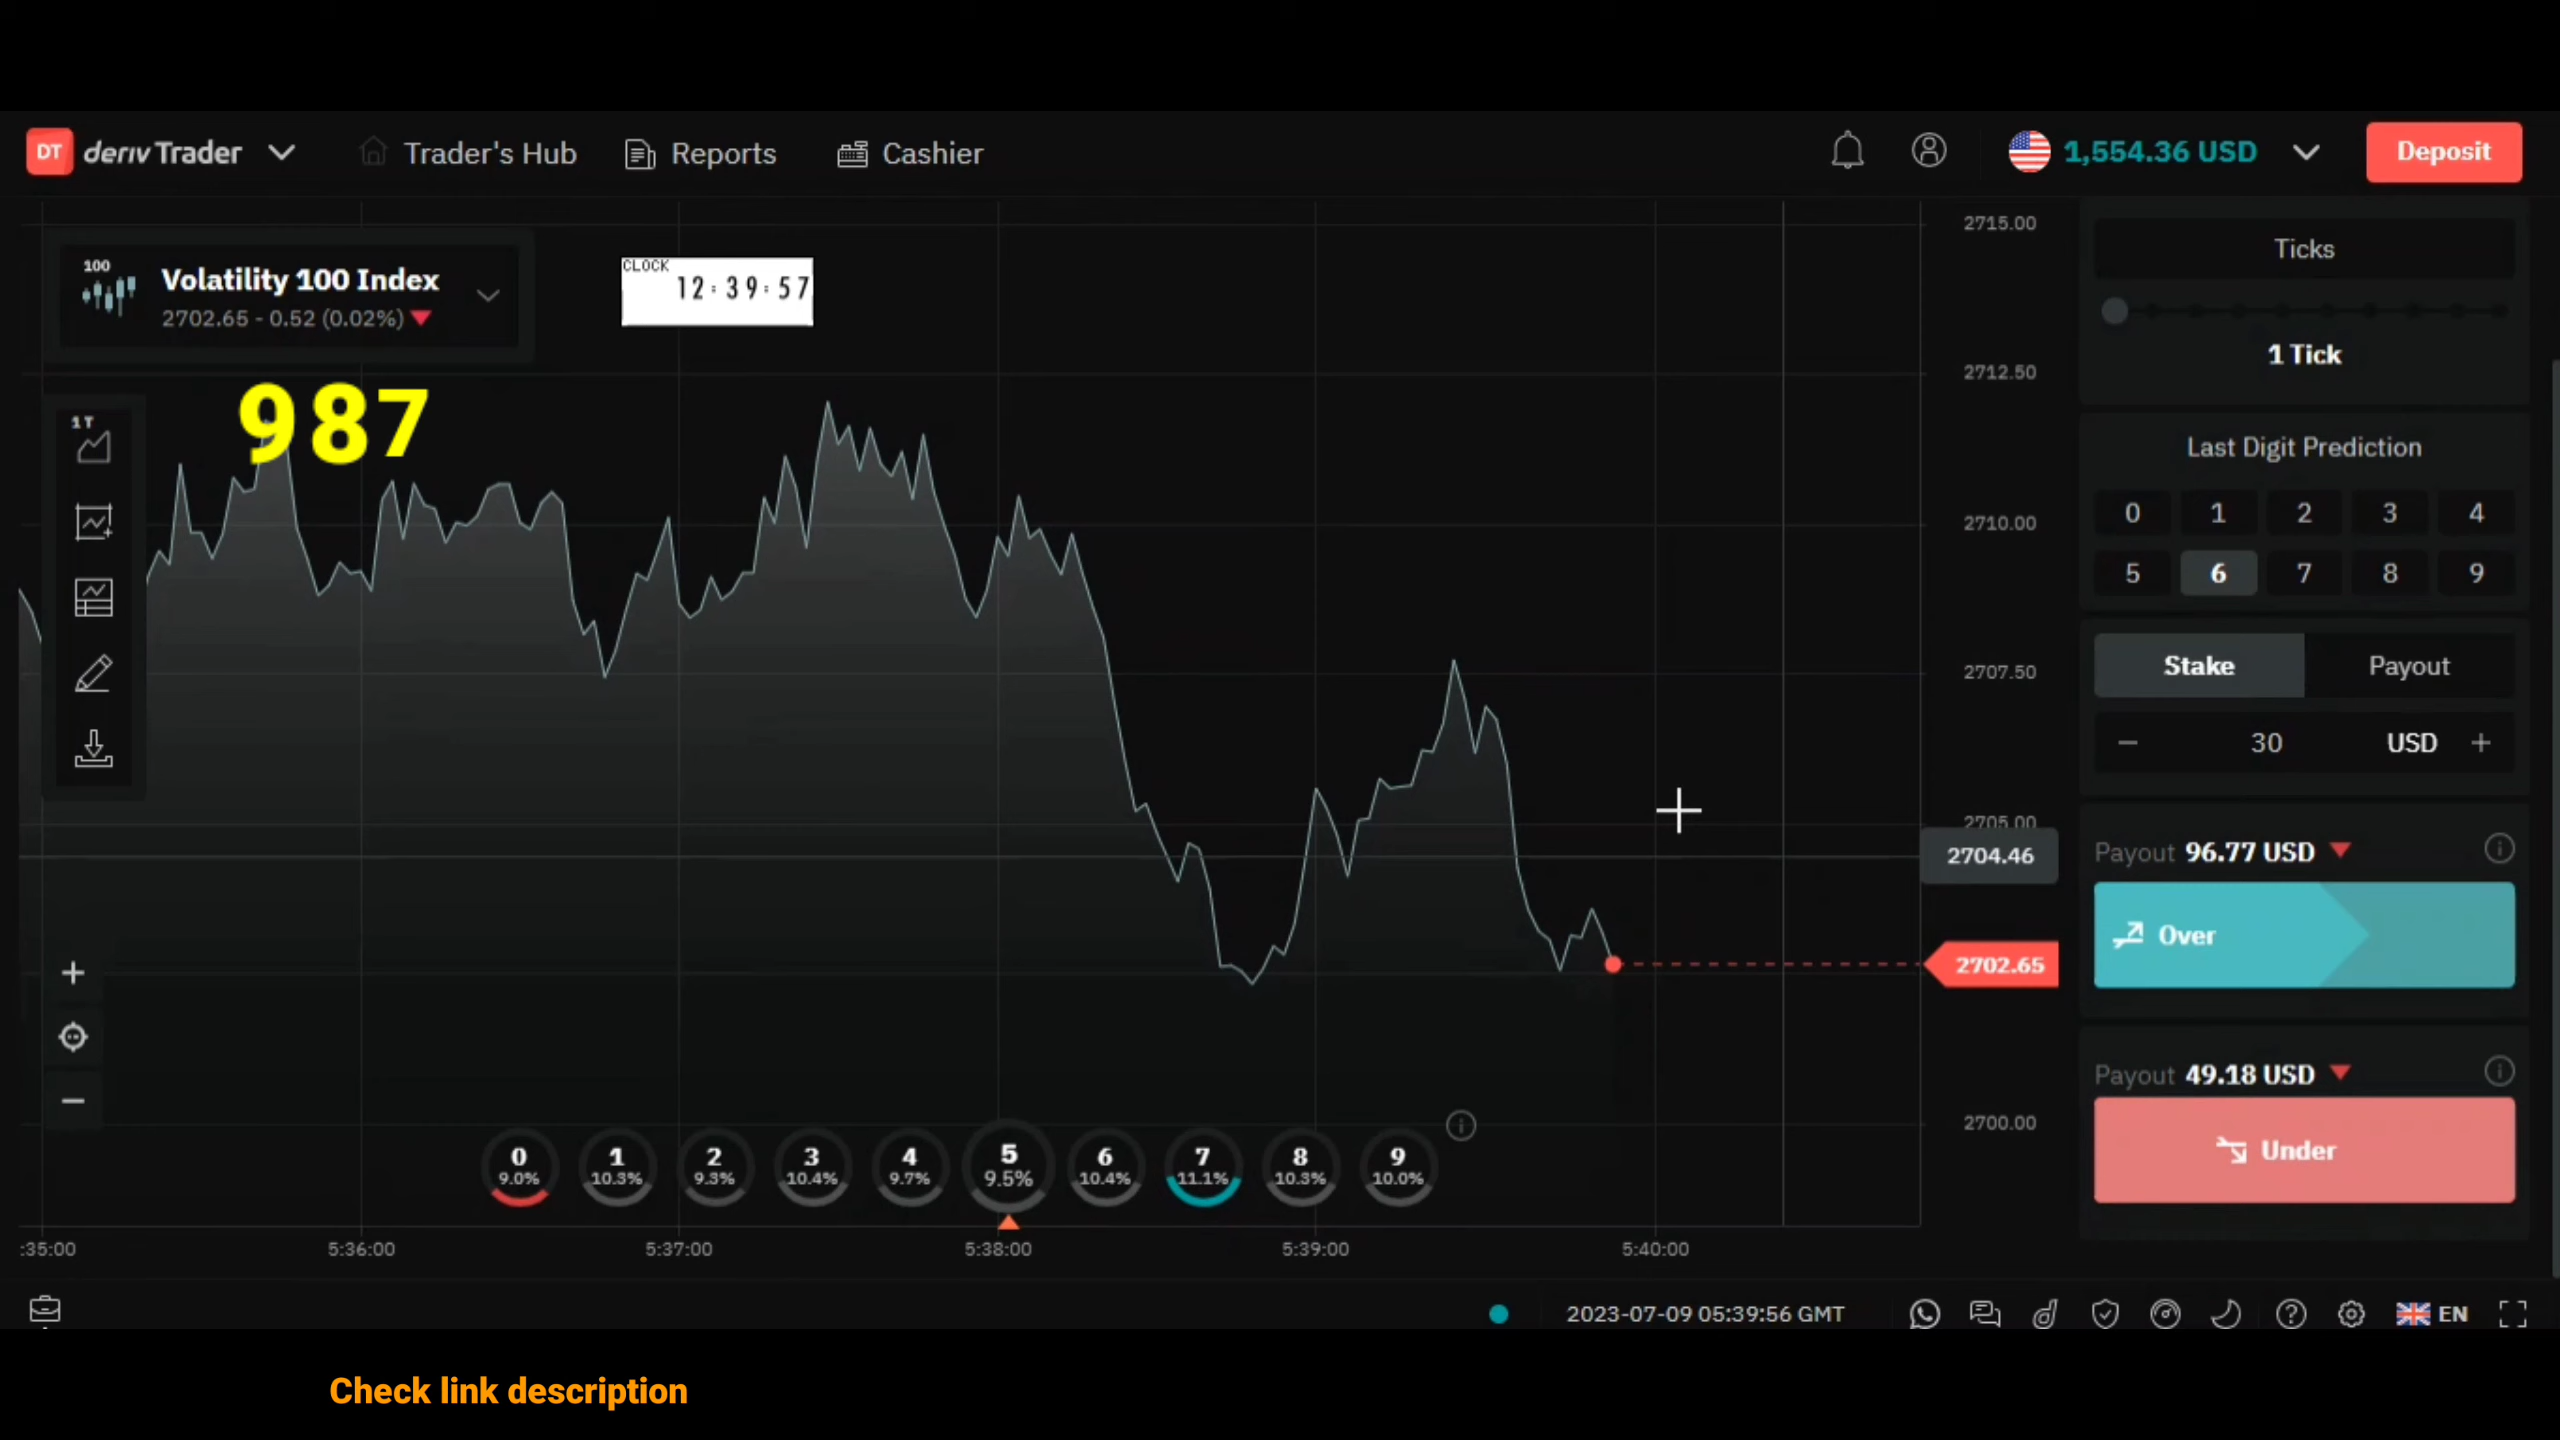 DT deriv Trader Trader's Hub Reports Cashier 1,554.36 USD Deposit
100
Volatility 100 Index
2702.65 - 0.52 (0.02%)
CLOCK
12:39:57
987
1T
2715.00
2712.50
2710.00
2707.50
2705.00
2704.46
2702.65
2700.00
Ticks
1 Tick
Last Digit Prediction
0 1 2 3 4
5 6 7 8 9
Stake Payout
30 USD
Payout 96.77 USD
Over
Payout 49.18 USD
Under
0 1 2 3 4 5 6 7 8 9
9.0% 10.3% 9.3% 10.4% 9.7% 9.5% 10.4% 11.1% 10.3% 10.0%
:35:00 5:36:00 5:37:00 5:38:00 5:39:00 5:40:00
2023-07-09 05:39:56 GMT EN
Check link description